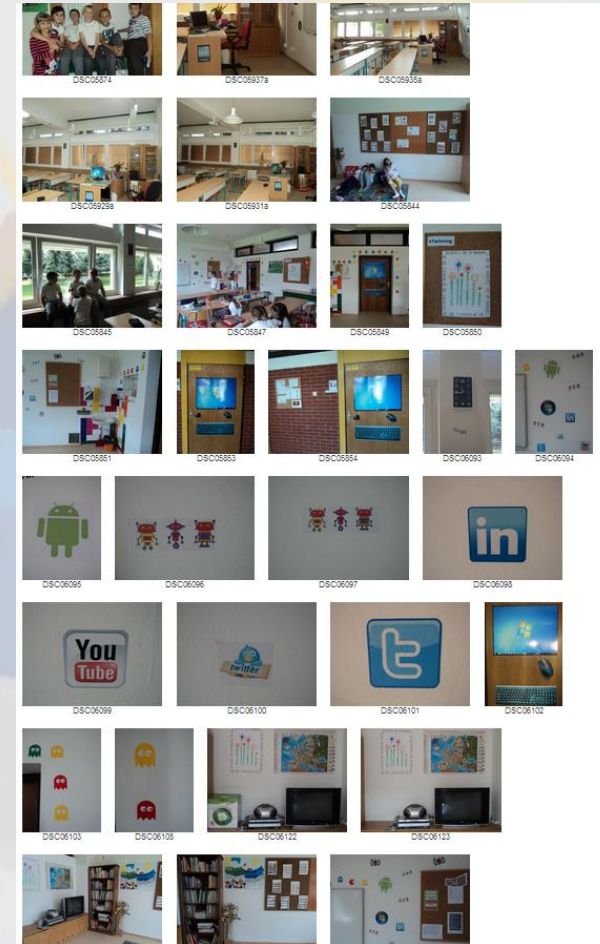 DSC05874 DSC05937a DSC05935a
DSC05929a DSC05931a DSC05844
eTwinning
DSC05845 DSC05847 DSC05849 DSC05850
DSC05851 DSC05853 DSC05854 DSC06093 DSC06094
DSC06095 DSC06096 DSC06097 in DSC06098
You
Tube
twitter
DSC06099 DSC06100 DSC06101 DSC06102
DSC06103 DSC06105 DSC06122 DSC06123